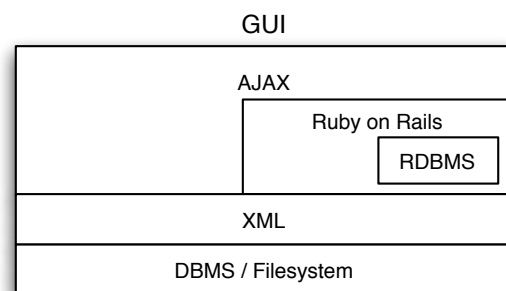 GUI
AJAX
Ruby on Rails
RDBMS
XML
DBMS / Filesystem